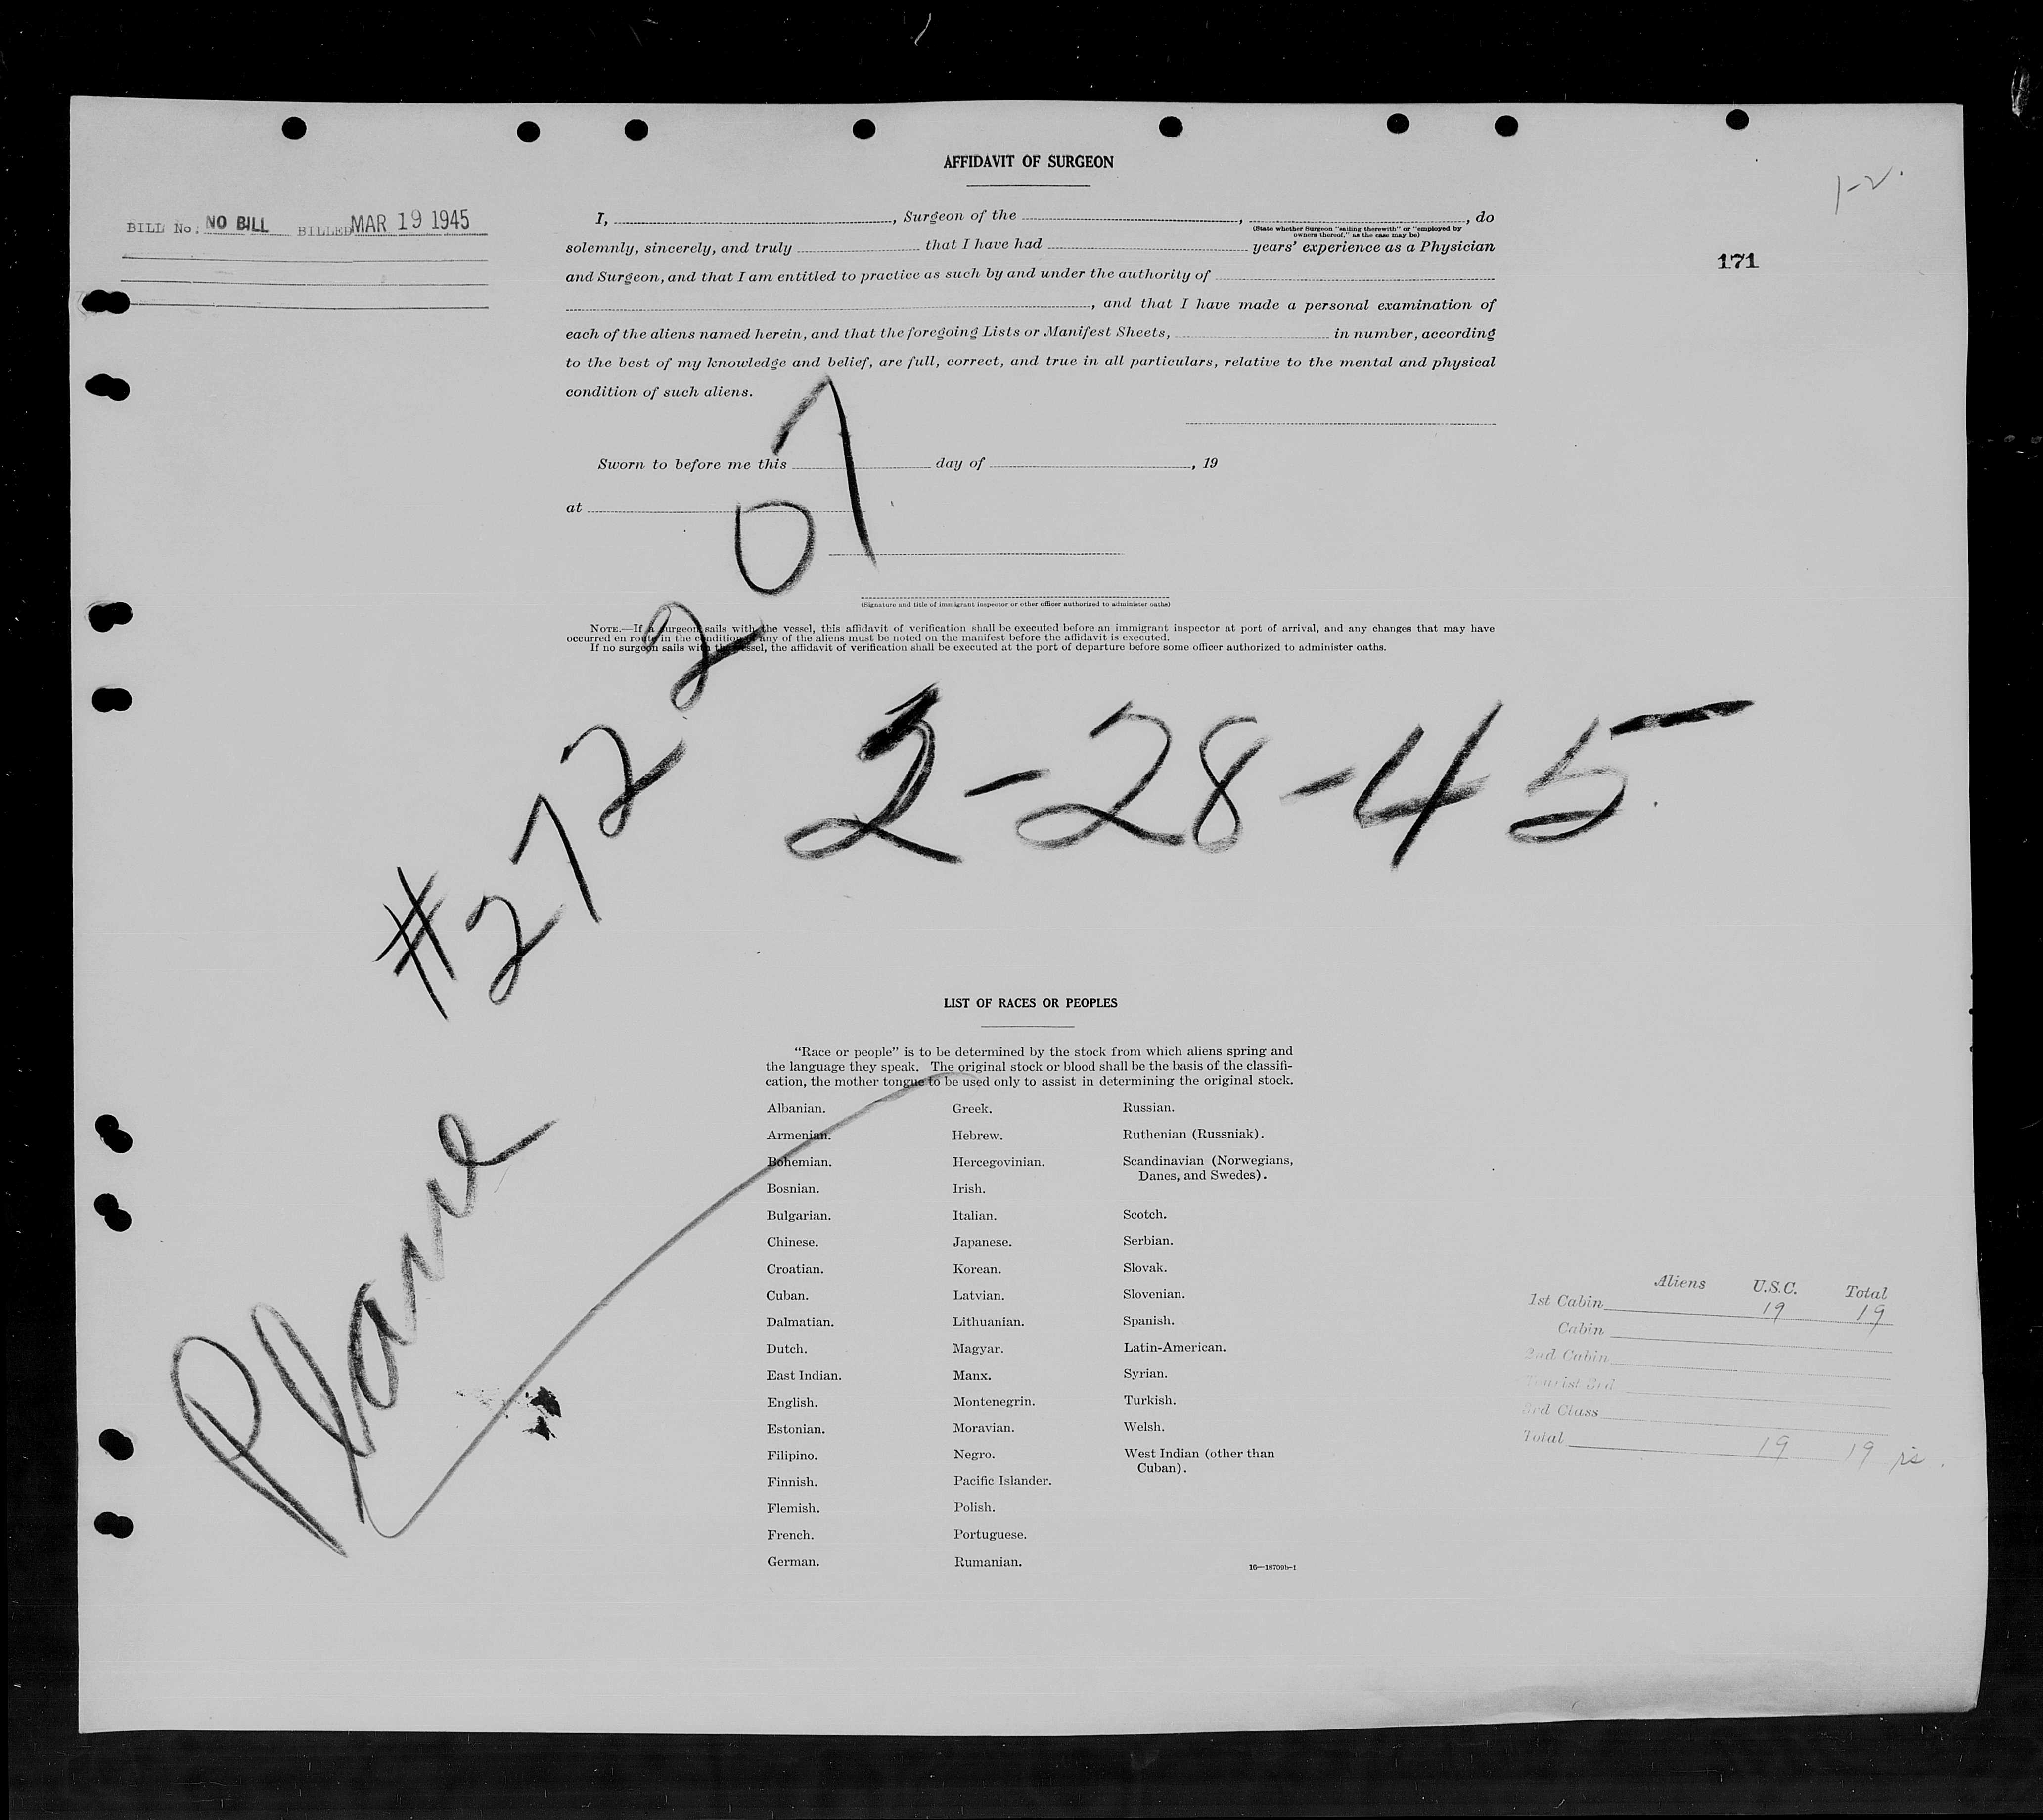 AFFIDAVIT OF SURGEON
1-2.
171
BILL No: NO BILL BILLED MAR 19 1945
I, , Surgeon of the , , do
(State whether Surgeon "sailing therewith" or "employed by
owners thereof," as the case may be)
solemnly, sincerely, and truly that I have had years' experience as a Physician
and Surgeon, and that I am entitled to practice as such by and under the authority of
, and that I have made a personal examination of
each of the aliens named herein, and that the foregoing Lists or Manifest Sheets, in number, according
to the best of my knowledge and belief, are full, correct, and true in all particulars, relative to the mental and physical
condition of such aliens.
Sworn to before me this day of , 19
at
(Signature and title of immigrant inspector or other officer authorized to administer oaths)
NOTE.—If a surgeon sails with the vessel, this affidavit of verification shall be executed before an immigrant inspector at port of arrival, and any changes that may have
occurred en route in the condition of any of the aliens must be noted on the manifest before the affidavit is executed.
If no surgeon sails with the vessel, the affidavit of verification shall be executed at the port of departure before some officer authorized to administer oaths.
Plane #272207
2-28-45
LIST OF RACES OR PEOPLES
"Race or people" is to be determined by the stock from which aliens spring and
the language they speak. The original stock or blood shall be the basis of the classifi-
cation, the mother tongue to be used only to assist in determining the original stock.
Albanian.
Armenian.
Bohemian.
Bosnian.
Bulgarian.
Chinese.
Croatian.
Cuban.
Dalmatian.
Dutch.
East Indian.
English.
Estonian.
Filipino.
Finnish.
Flemish.
French.
German.
Greek.
Hebrew.
Hercegovinian.
Irish.
Italian.
Japanese.
Korean.
Latvian.
Lithuanian.
Magyar.
Manx.
Montenegrin.
Moravian.
Negro.
Pacific Islander.
Polish.
Portuguese.
Rumanian.
Russian.
Ruthenian (Russniak).
Scandinavian (Norwegians,
Danes, and Swedes).
Scotch.
Serbian.
Slovak.
Slovenian.
Spanish.
Latin-American.
Syrian.
Turkish.
Welsh.
West Indian (other than
Cuban).
16—16709b-1
Aliens U.S.C. Total
1st Cabin 19 19
Cabin
2nd Cabin
Tourist 3rd
3rd Class
Total 19 19